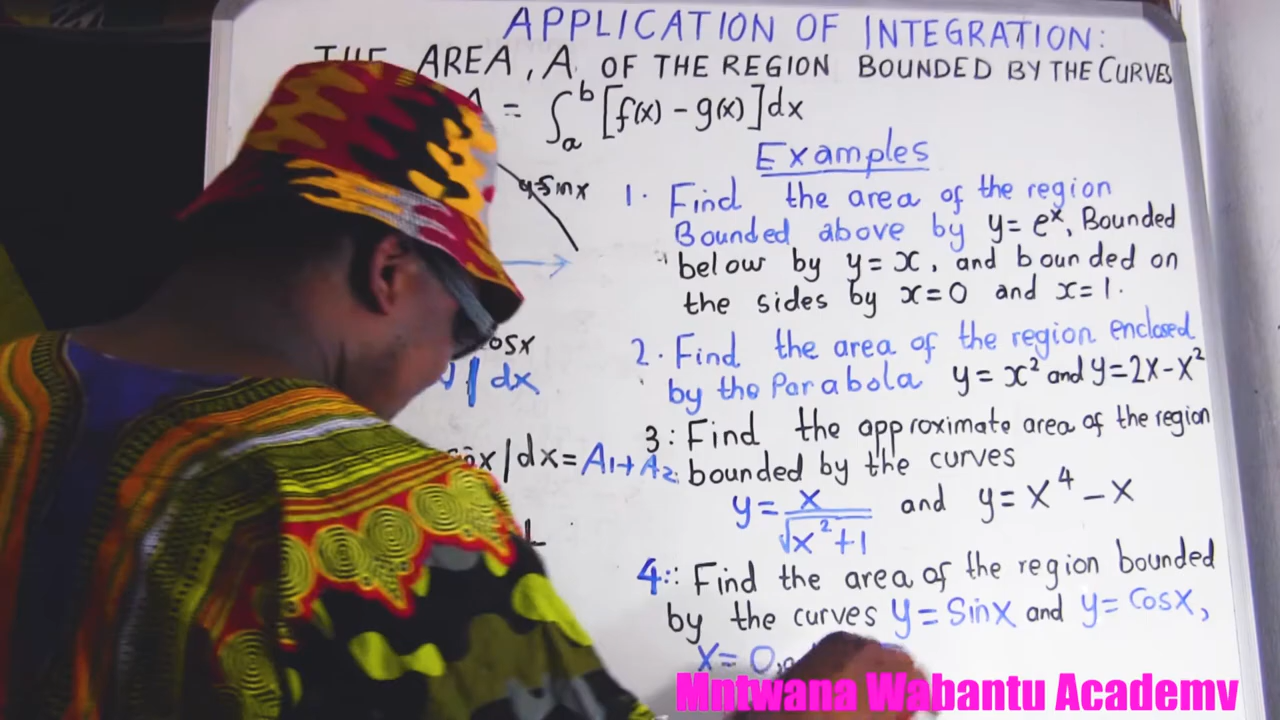 APPLICATION OF INTEGRATION:
THE AREA, A OF THE REGION BOUNDED BY THE CURVES
A = ∫ₐᵇ [f(x) - g(x)]dx
Examples
y=sinx
1. Find the area of the region
Bounded above by y= eˣ, Bounded
below by y=x, and bounded on
the sides by x=0 and x=1.
2. Find the area of the region enclosed
by the Parabola y= x² and y=2x-x²
3: Find the approximate area of the region
bounded by the curves
y= x/√x²+1 and y= x⁴ - x
4:: Find the area of the region bounded
by the curves y= Sinx and y= Cosx,
x= 0,
osx
| dx
x|dx= A₁+A₂
Mntwana Wabantu Academy